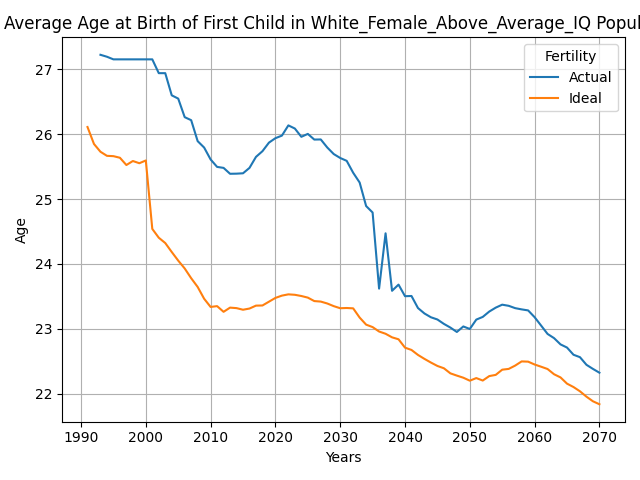 Average Age at Birth of First Child in White_Female_Above_Average_IQ Popul
Fertility
Actual
Ideal
27
26
25
24
23
22
Age
1990 2000 2010 2020 2030 2040 2050 2060 2070
Years